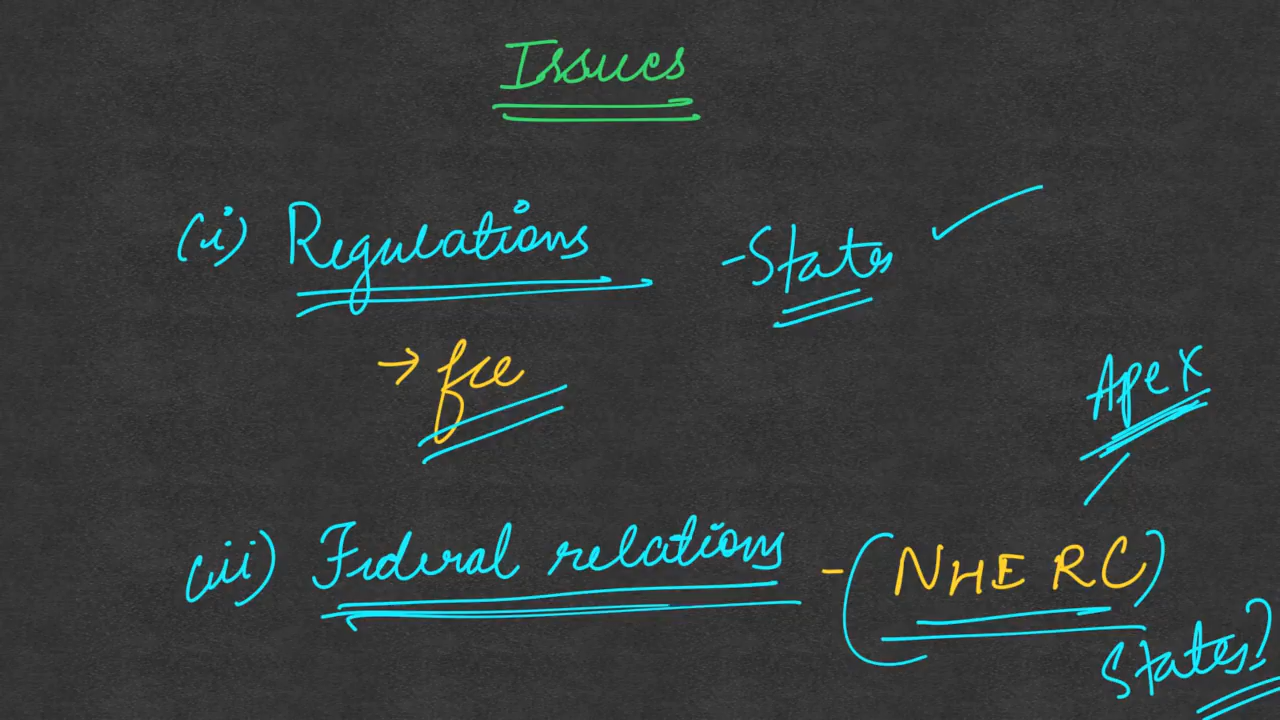 Issues
(i) Regulations - States
→ fee
Apex
(ii) Federal relations - (NHERC)
States?